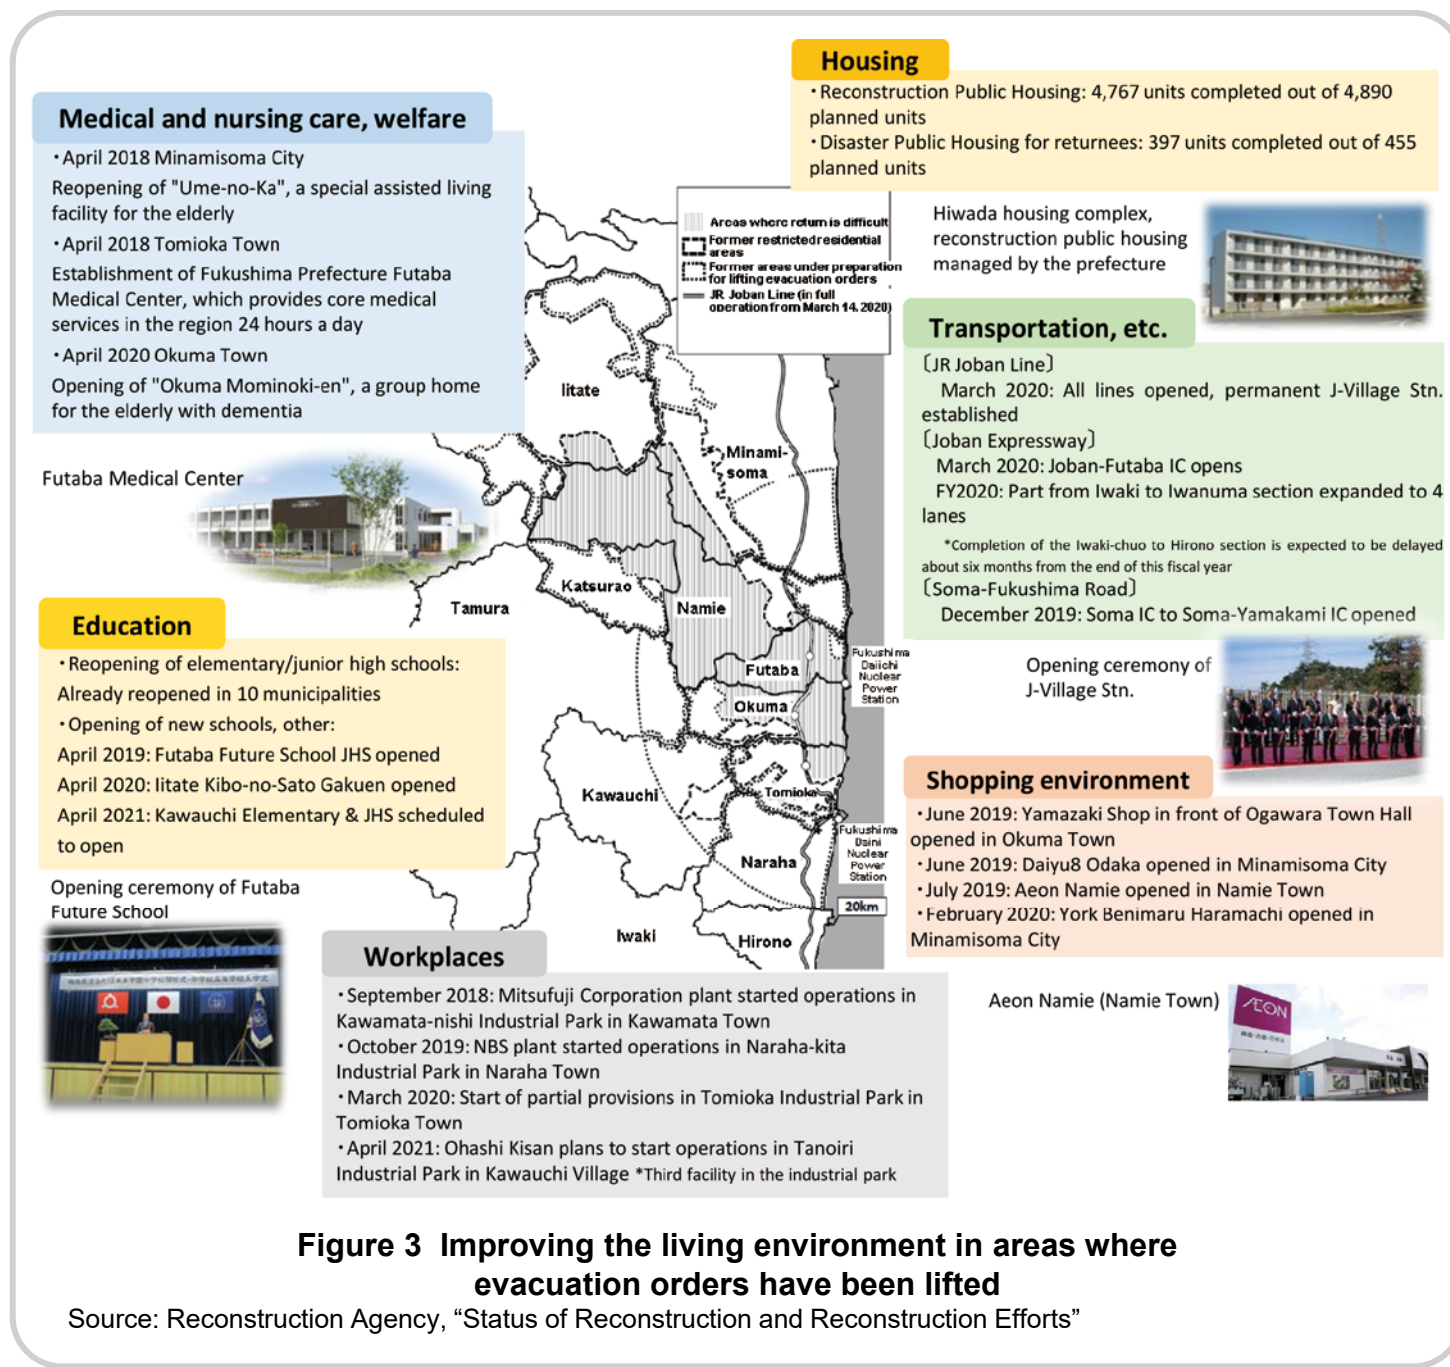 Housing
・Reconstruction Public Housing: 4,767 units completed out of 4,890
planned units
・Disaster Public Housing for returnees: 397 units completed out of 455
planned units
Medical and nursing care, welfare
・April 2018 Minamisoma City
Reopening of "Ume-no-Ka", a special assisted living
facility for the elderly
・April 2018 Tomioka Town
Establishment of Fukushima Prefecture Futaba
Medical Center, which provides core medical
services in the region 24 hours a day
・April 2020 Okuma Town
Opening of "Okuma Mominoki-en", a group home
for the elderly with dementia
Areas where return is difficult
Former restricted residential
areas
Former areas under preparation
for lifting evacuation orders
JR Joban Line (in full
operation from March 14, 2020)
Hiwada housing complex,
reconstruction public housing
managed by the prefecture
Transportation, etc.
〔JR Joban Line〕
March 2020: All lines opened, permanent J-Village Stn.
established
〔Joban Expressway〕
March 2020: Joban-Futaba IC opens
FY2020: Part from Iwaki to Iwanuma section expanded to 4
lanes
*Completion of the Iwaki-chuo to Hirono section is expected to be delayed
about six months from the end of this fiscal year
〔Soma-Fukushima Road〕
December 2019: Soma IC to Soma-Yamakami IC opened
Futaba Medical Center
Iitate
Minami-
soma
Katsurao
Tamura
Namie
Futaba
Okuma
Kawauchi
Tomioka
Naraha
Iwaki
Hirono
Fukushima
Daiichi
Nuclear
Power
Station
Fukushima
Daini
Nuclear
Power
Station
20km
Education
・Reopening of elementary/junior high schools:
Already reopened in 10 municipalities
・Opening of new schools, other:
April 2019: Futaba Future School JHS opened
April 2020: Iitate Kibo-no-Sato Gakuen opened
April 2021: Kawauchi Elementary & JHS scheduled
to open
Opening ceremony of Futaba
Future School
Opening ceremony of
J-Village Stn.
Shopping environment
・June 2019: Yamazaki Shop in front of Ogawara Town Hall
opened in Okuma Town
・June 2019: Daiyu8 Odaka opened in Minamisoma City
・July 2019: Aeon Namie opened in Namie Town
・February 2020: York Benimaru Haramachi opened in
Minamisoma City
Aeon Namie (Namie Town)
ÆON
Workplaces
・September 2018: Mitsufuji Corporation plant started operations in
Kawamata-nishi Industrial Park in Kawamata Town
・October 2019: NBS plant started operations in Naraha-kita
Industrial Park in Naraha Town
・March 2020: Start of partial provisions in Tomioka Industrial Park in
Tomioka Town
・April 2021: Ohashi Kisan plans to start operations in Tanoiri
Industrial Park in Kawauchi Village *Third facility in the industrial park
Figure 3 Improving the living environment in areas where
evacuation orders have been lifted
Source: Reconstruction Agency, “Status of Reconstruction and Reconstruction Efforts”